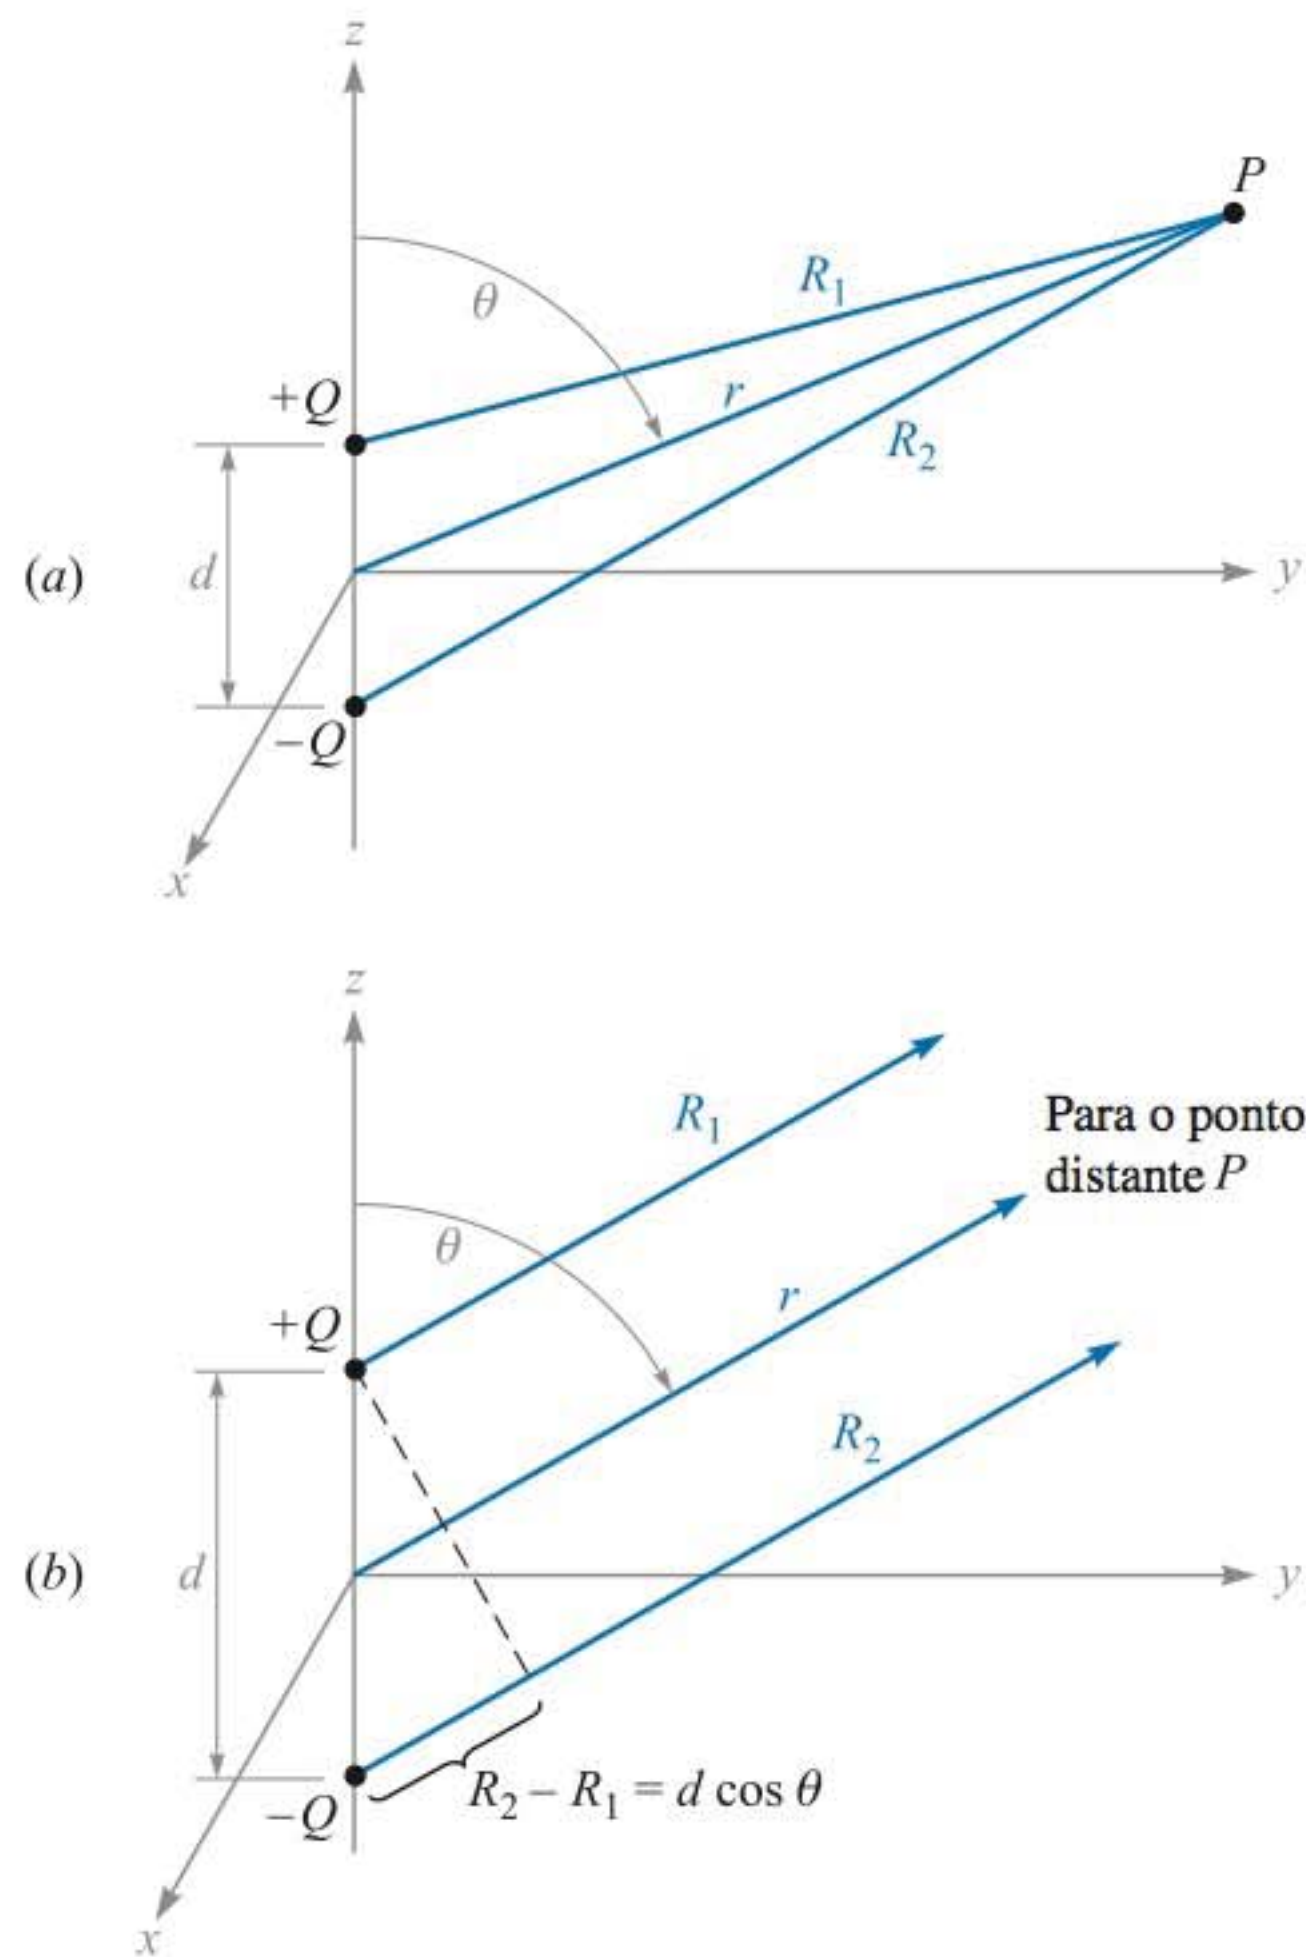 z
P
R₁
θ
+Q
r
R₂
(a)
d
y
−Q
x
z
R₁
Para o ponto
distante P
θ
r
+Q
R₂
(b)
d
y
R₂ – R₁ = d cos θ
−Q
x